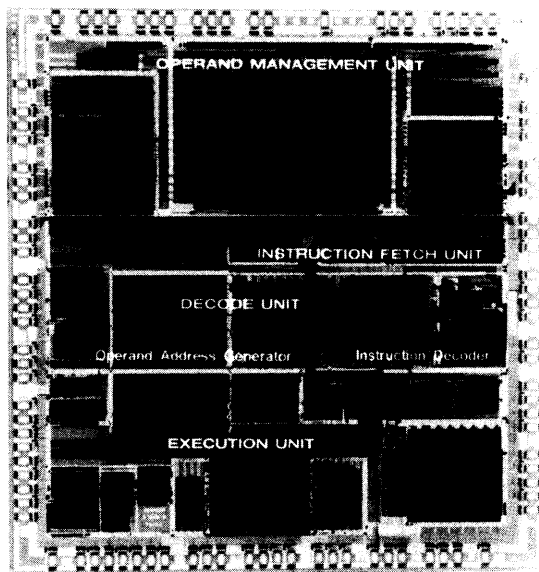 OPERAND MANAGEMENT UNIT
INSTRUCTION FETCH UNIT
DECODE UNIT
Operand Address Generator Instruction Decoder
EXECUTION UNIT